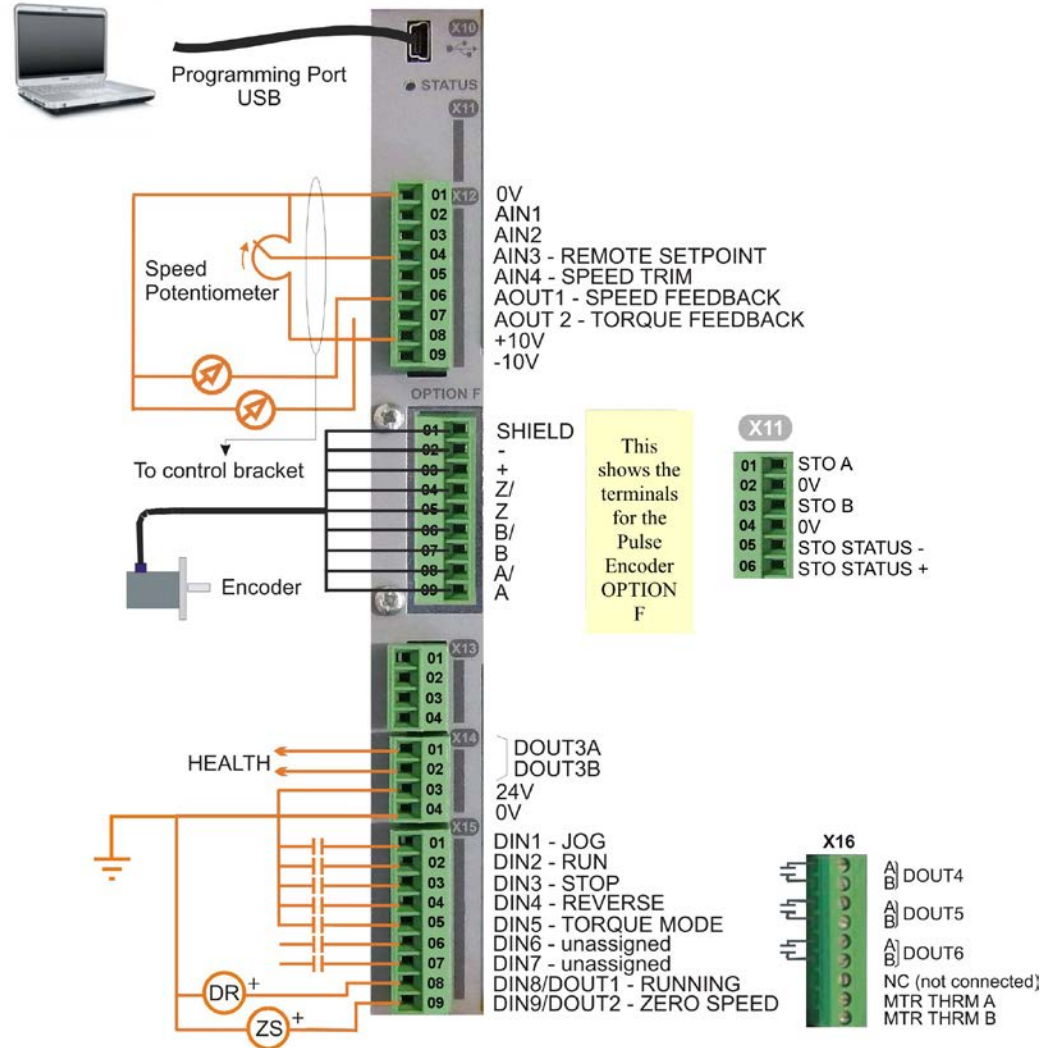 X10
Programming Port
USB
STATUS
X11
X12
01 0V
02 AIN1
03 AIN2
04 AIN3 - REMOTE SETPOINT
05 AIN4 - SPEED TRIM
06 AOUT1 - SPEED FEEDBACK
07 AOUT 2 - TORQUE FEEDBACK
08 +10V
09 -10V
Speed
Potentiometer
To control bracket
OPTION F
01 SHIELD
02 -
03 +
04 Z/
05 Z
06 B/
07 B
08 A/
09 A
Encoder
This
shows the
terminals
for the
Pulse
Encoder
OPTION
F
X11
01 STO A
02 0V
03 STO B
04 0V
05 STO STATUS -
06 STO STATUS +
X13
01
02
03
04
X14
HEALTH
01 DOUT3A
02 DOUT3B
03 24V
04 0V
X15
01 DIN1 - JOG
02 DIN2 - RUN
03 DIN3 - STOP
04 DIN4 - REVERSE
05 DIN5 - TORQUE MODE
06 DIN6 - unassigned
07 DIN7 - unassigned
08 DIN8/DOUT1 - RUNNING
09 DIN9/DOUT2 - ZERO SPEED
DR +
ZS +
X16
A
B DOUT4
A
B DOUT5
A
B DOUT6
NC (not connected)
MTR THRM A
MTR THRM B